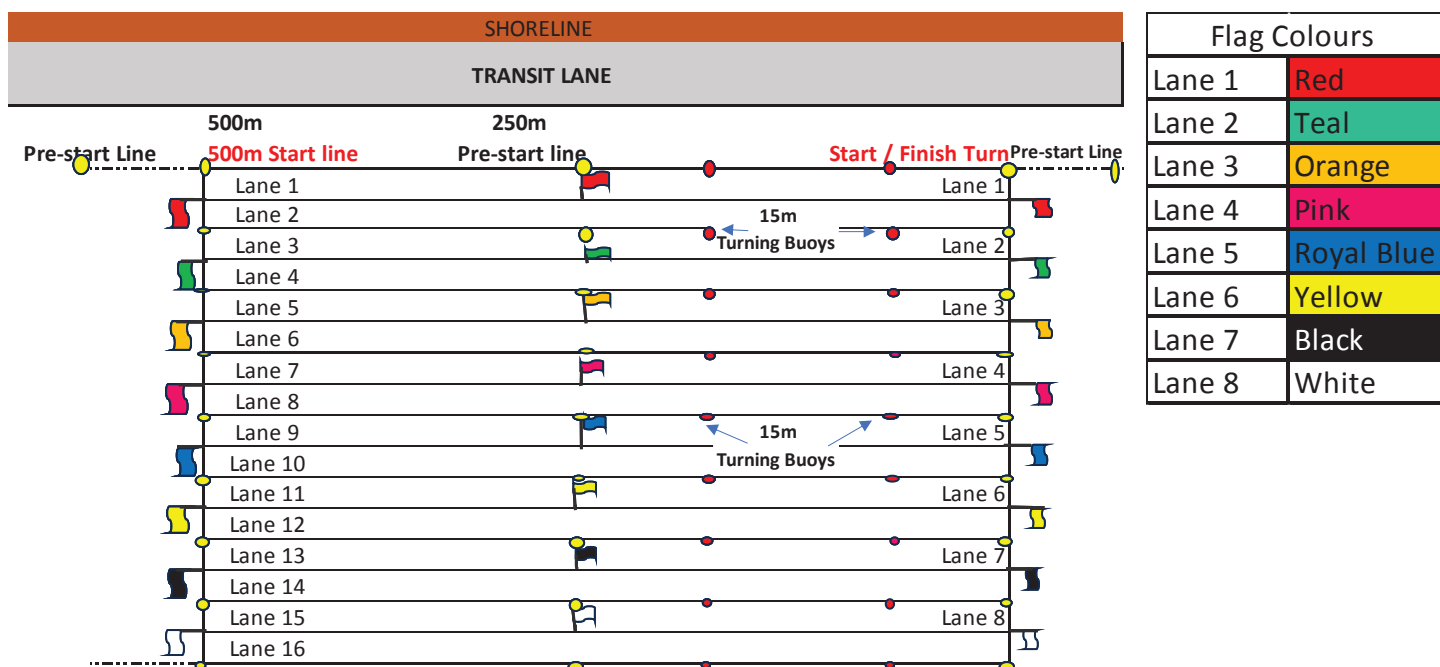 SHORELINE
TRANSIT LANE
500m
250m
Pre-start Line
500m Start line
Pre-start line
Start / Finish Turn
Pre-start Line
Lane 1
Lane 1
Lane 2
15m
Turning Buoys
Lane 3
Lane 2
Lane 4
Lane 5
Lane 3
Lane 6
Lane 7
Lane 4
Lane 8
Lane 9
15m
Turning Buoys
Lane 5
Lane 10
Lane 11
Lane 6
Lane 12
Lane 13
Lane 7
Lane 14
Lane 15
Lane 8
Lane 16
Flag Colours
Lane 1 Red
Lane 2 Teal
Lane 3 Orange
Lane 4 Pink
Lane 5 Royal Blue
Lane 6 Yellow
Lane 7 Black
Lane 8 White